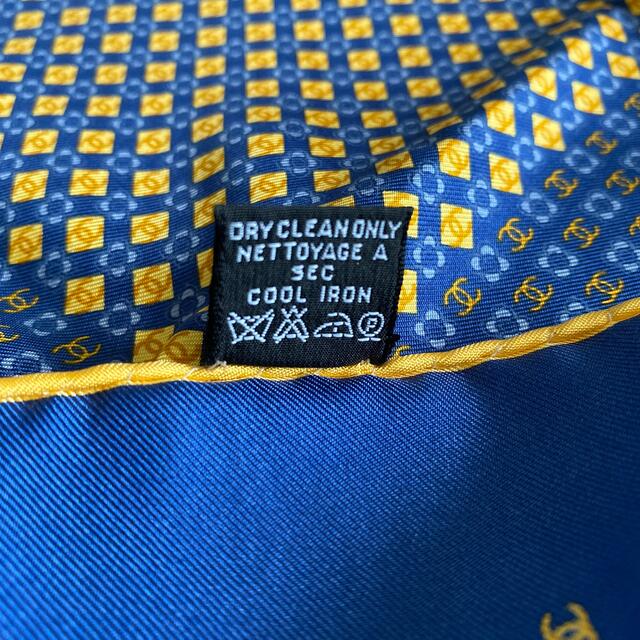 DRY CLEAN ONLY
NETTOYAGE A
SEC
COOL IRON
P